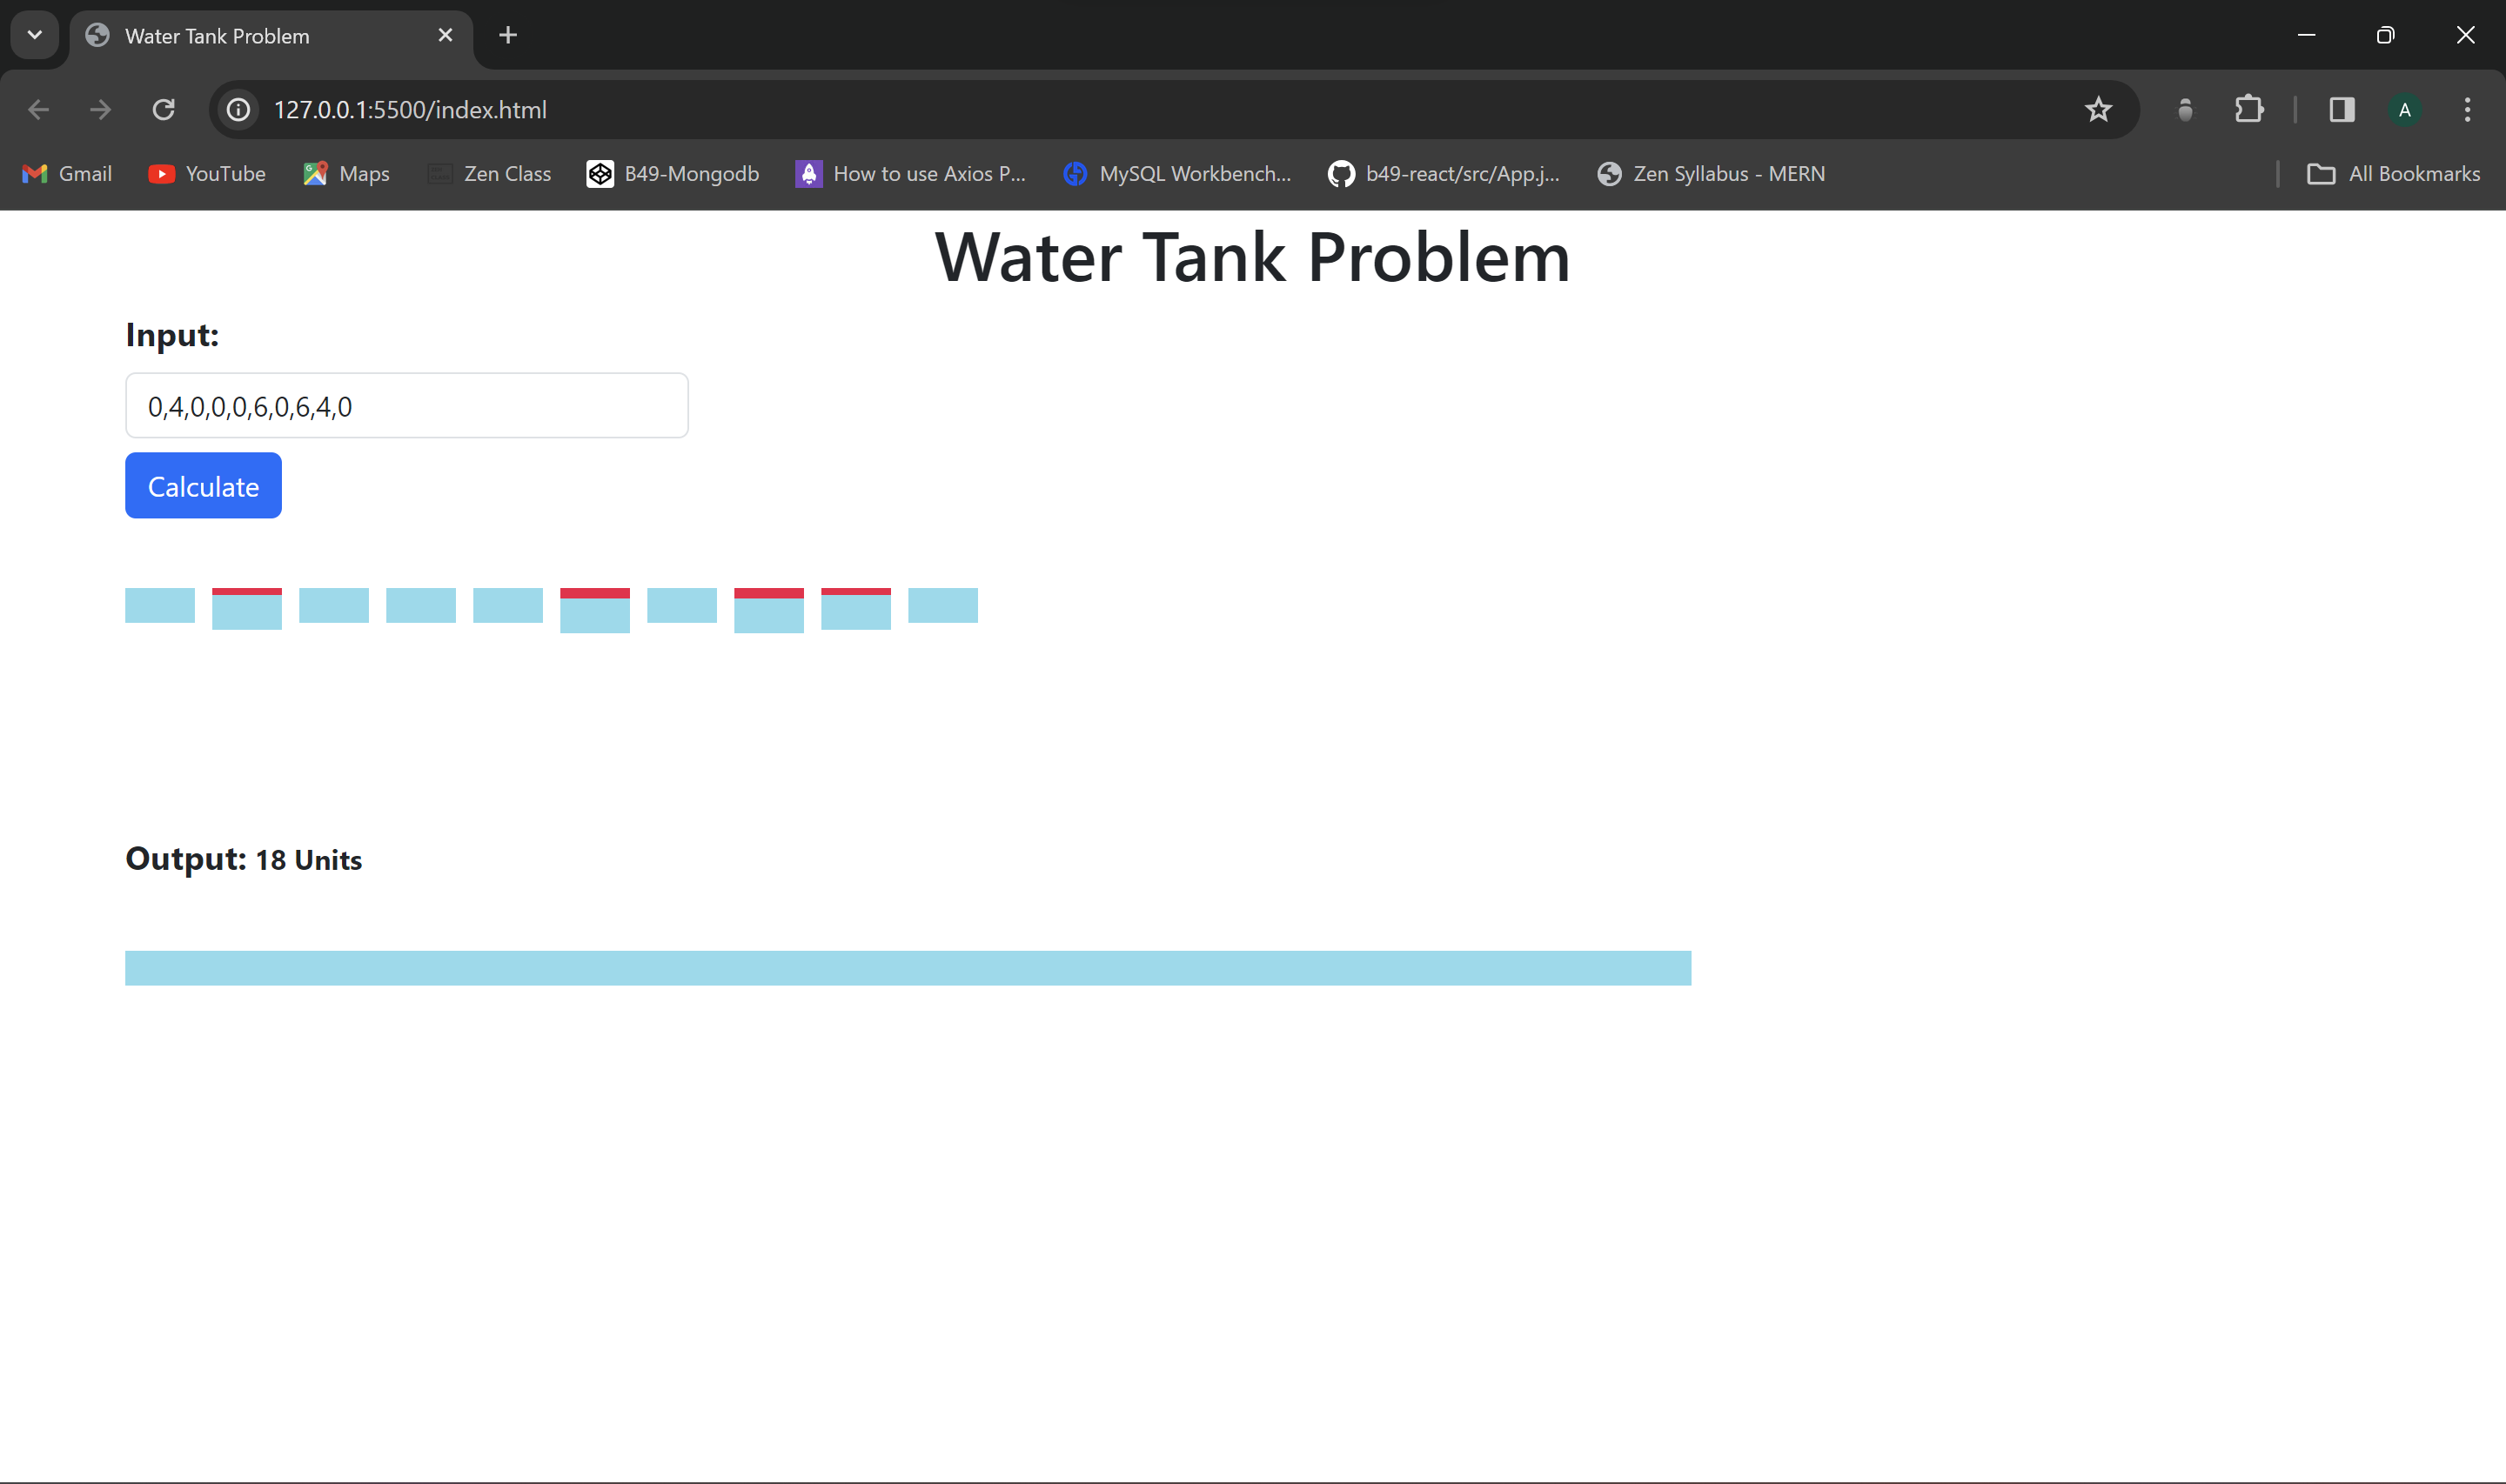 Water Tank Problem
127.0.0.1:5500/index.html
A
Gmail YouTube Maps Zen Class B49-Mongodb How to use Axios P... MySQL Workbench... b49-react/src/App.j... Zen Syllabus - MERN All Bookmarks
Water Tank Problem
Input:
0,4,0,0,0,6,0,6,4,0
Calculate
Output: 18 Units